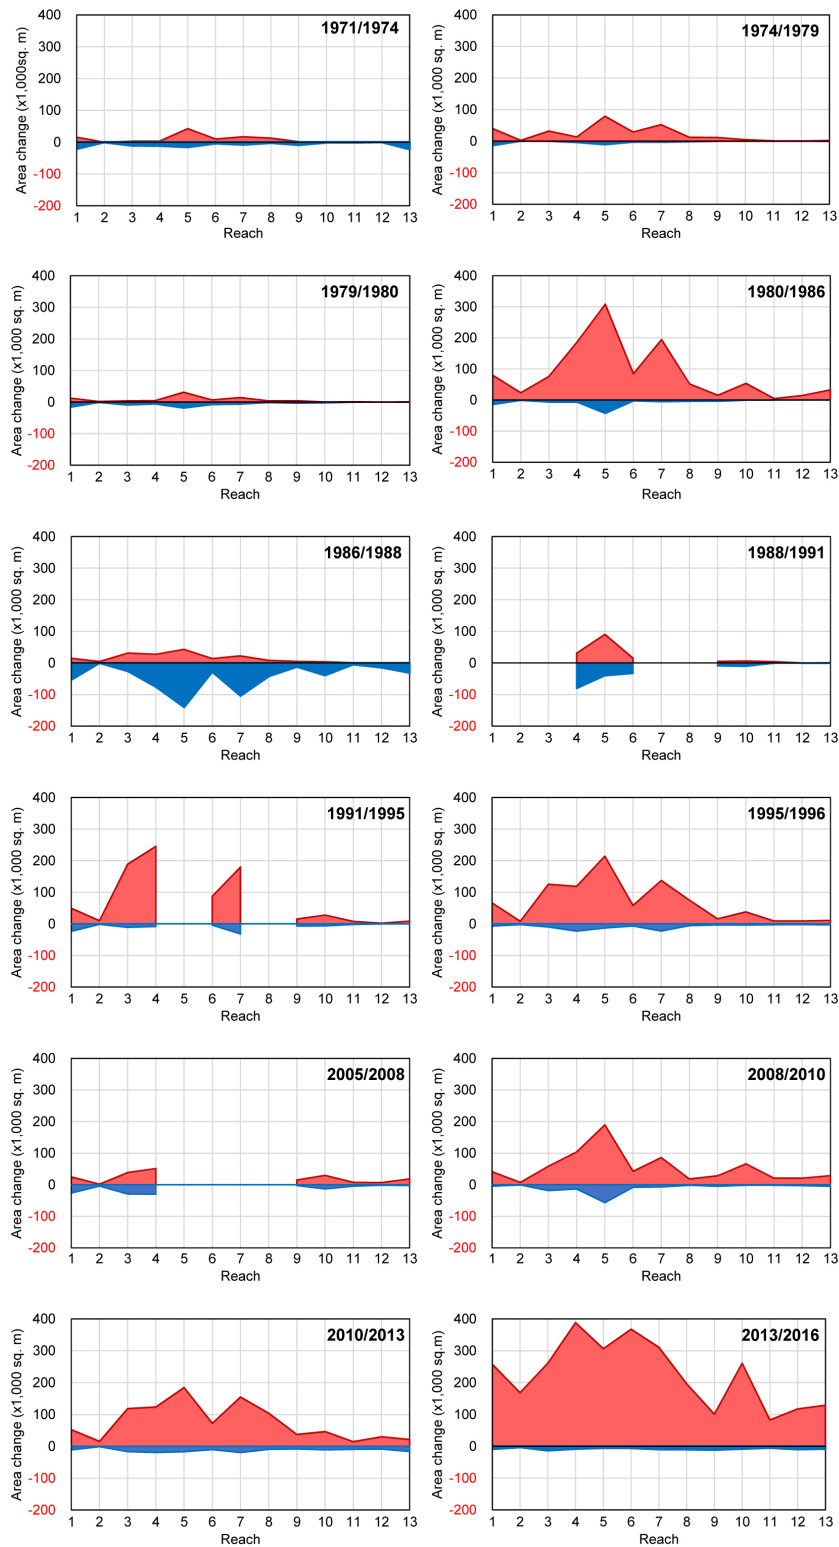 1971/1974
Area change (x1,000sq. m)
400
300
200
100
0
-100
-200
1 2 3 4 5 6 7 8 9 10 11 12 13
Reach
1974/1979
Area change (x1,000 sq. m)
400
300
200
100
0
-100
-200
1 2 3 4 5 6 7 8 9 10 11 12 13
Reach
1979/1980
Area change (x1,000 sq. m)
400
300
200
100
0
-100
-200
1 2 3 4 5 6 7 8 9 10 11 12 13
Reach
1980/1986
Area change (x1,000 sq. m)
400
300
200
100
0
-100
-200
1 2 3 4 5 6 7 8 9 10 11 12 13
Reach
1986/1988
Area change (x1,000 sq. m)
400
300
200
100
0
-100
-200
1 2 3 4 5 6 7 8 9 10 11 12 13
Reach
1988/1991
Area change (x1,000 sq. m)
400
300
200
100
0
-100
-200
1 2 3 4 5 6 7 8 9 10 11 12 13
Reach
1991/1995
Area change (x1,000 sq. m)
400
300
200
100
0
-100
-200
1 2 3 4 5 6 7 8 9 10 11 12 13
Reach
1995/1996
Area change (x1,000 sq. m)
400
300
200
100
0
-100
-200
1 2 3 4 5 6 7 8 9 10 11 12 13
Reach
2005/2008
Area change (x1,000 sq. m)
400
300
200
100
0
-100
-200
1 2 3 4 5 6 7 8 9 10 11 12 13
Reach
2008/2010
Area change (x1,000 sq. m)
400
300
200
100
0
-100
-200
1 2 3 4 5 6 7 8 9 10 11 12 13
Reach
2010/2013
Area change (x1,000 sq. m)
400
300
200
100
0
-100
-200
1 2 3 4 5 6 7 8 9 10 11 12 13
Reach
2013/2016
Area change (x1,000 sq.m)
400
300
200
100
0
-100
-200
1 2 3 4 5 6 7 8 9 10 11 12 13
Reach